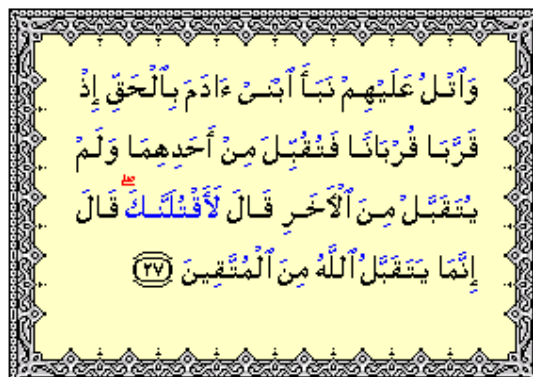 وَٱتْلُ عَلَيْهِمْ نَبَأَ ٱبْنَىْ ءَادَمَ بِٱلْحَقِّ إِذْ
قَرَّبَا قُرْبَانًا فَتُقُبِّلَ مِنْ أَحَدِهِمَا وَلَمْ
يُتَقَبَّلْ مِنَ ٱلْأَخَرِ قَالَ لَأَقْتُلَنَّكَ ۖ قَالَ
إِنَّمَا يَتَقَبَّلُ ٱللَّهُ مِنَ ٱلْمُتَّقِينَ ﴿٢٧﴾